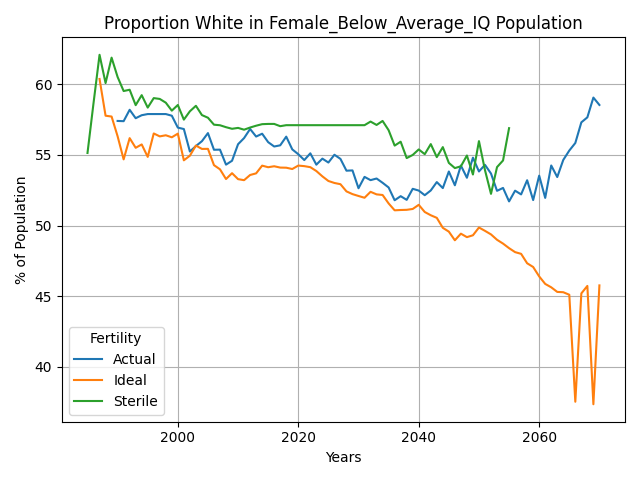 Proportion White in Female_Below_Average_IQ Population
% of Population
60
55
50
45
40
Fertility
Actual
Ideal
Sterile
2000
2020
2040
2060
Years